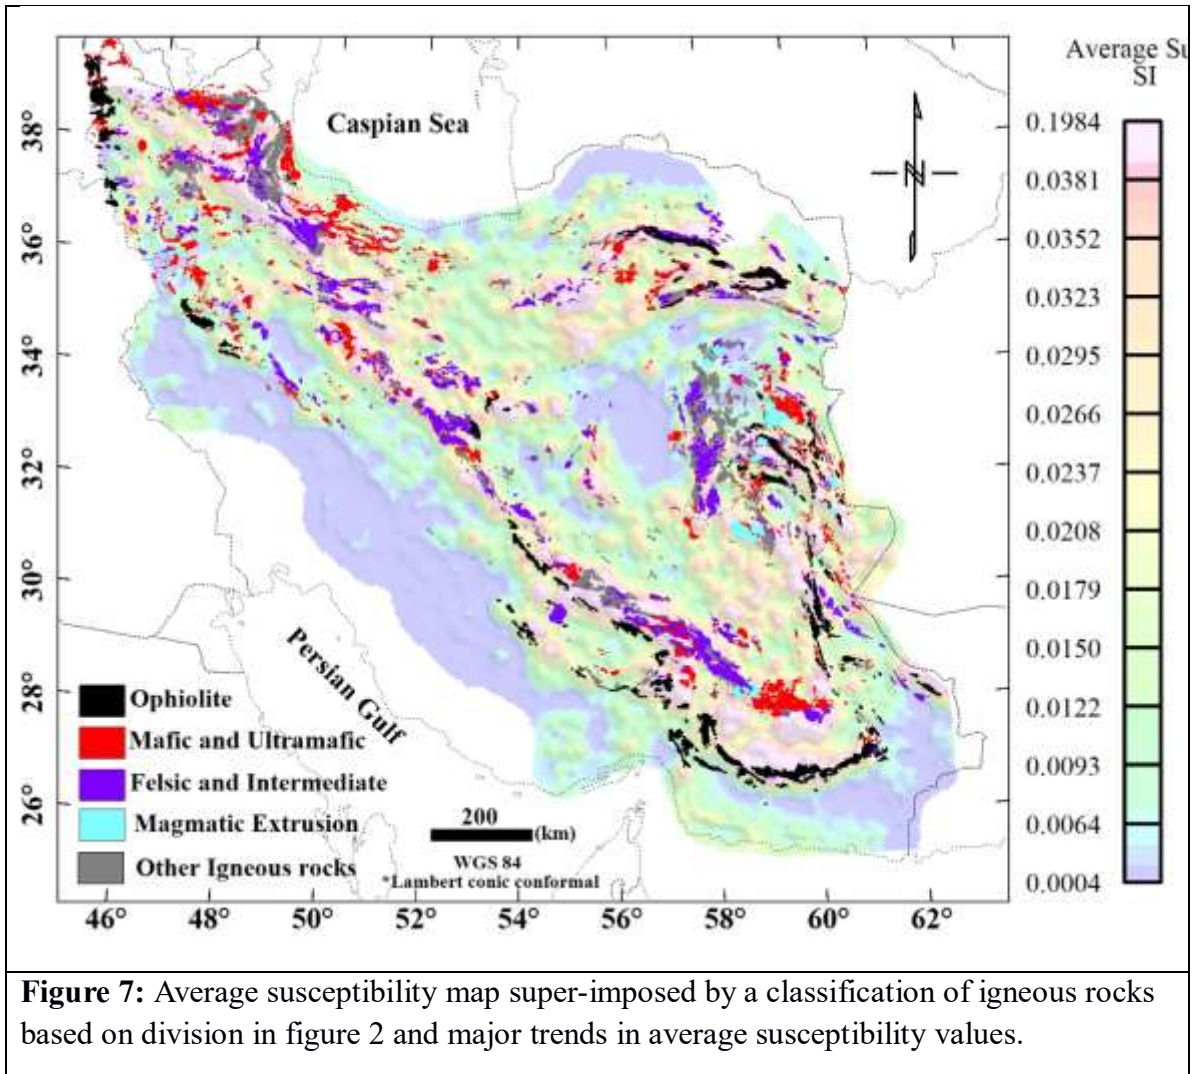 Average Su
SI
Caspian Sea
38°
36°
34°
32°
30°
28°
26°
0.1984
0.0381
0.0352
0.0323
0.0295
0.0266
0.0237
0.0208
0.0179
0.0150
0.0122
0.0093
0.0064
0.0004
N
Persian Gulf
Ophiolite
Mafic and Ultramafic
Felsic and Intermediate
Magmatic Extrusion
Other Igneous rocks
200
(km)
WGS 84
*Lambert conic conformal
46° 48° 50° 52° 54° 56° 58° 60° 62°
Figure 7: Average susceptibility map super-imposed by a classification of igneous rocks
based on division in figure 2 and major trends in average susceptibility values.